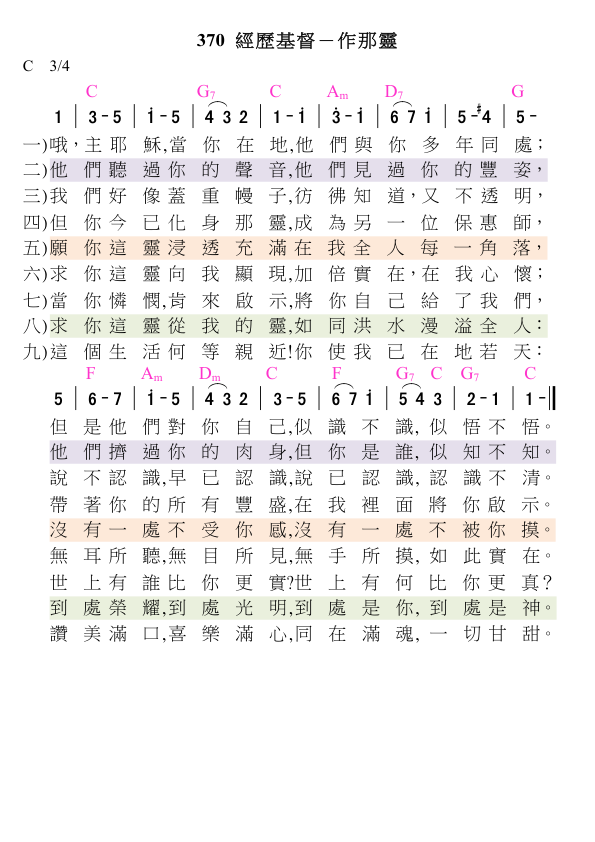 370 經歷基督－作那靈
C 3/4
C G7 C Am D7 G
1 | 3-5 | i-5 | 4 3 2 | 1-i | 3-i | 6 7 i | 5-#4 | 5-
一)哦，主耶穌,當你在地,他們與你多年同處；
二)他們聽過你的聲音,他們見過你的豐姿，
三)我們好像蓋重幔子,彷彿知道,又不透明，
四)但你今已化身那靈,成為另一位保惠師，
五)願你這靈浸透充滿在我全人每一角落，
六)求你這靈向我顯現,加倍實在,在我心懷；
七)當你憐憫,肯來啟示,將你自己給了我們，
八)求你這靈從我的靈,如同洪水漫溢全人：
九)這個生活何等親近!你使我已在地若天：
F Am Dm C F G7 C G7 C
5 | 6-7 | i-5 | 4 3 2 | 3-5 | 6 7 i | 5 4 3 | 2-1 | 1-‖
但是他們對你自己,似識不識,似悟不悟。
他們擠過你的肉身,但你是誰,似知不知。
說不認識,早已認識,說已認識,認識不清。
帶著你的所有豐盛,在我裡面將你啟示。
沒有一處不受你感,沒有一處不被你摸。
無耳所聽,無目所見,無手所摸,如此實在。
世上有誰比你更實?世上有何比你更真？
到處榮耀,到處光明,到處是你,到處是神。
讚美滿口,喜樂滿心,同在滿魂,一切甘甜。